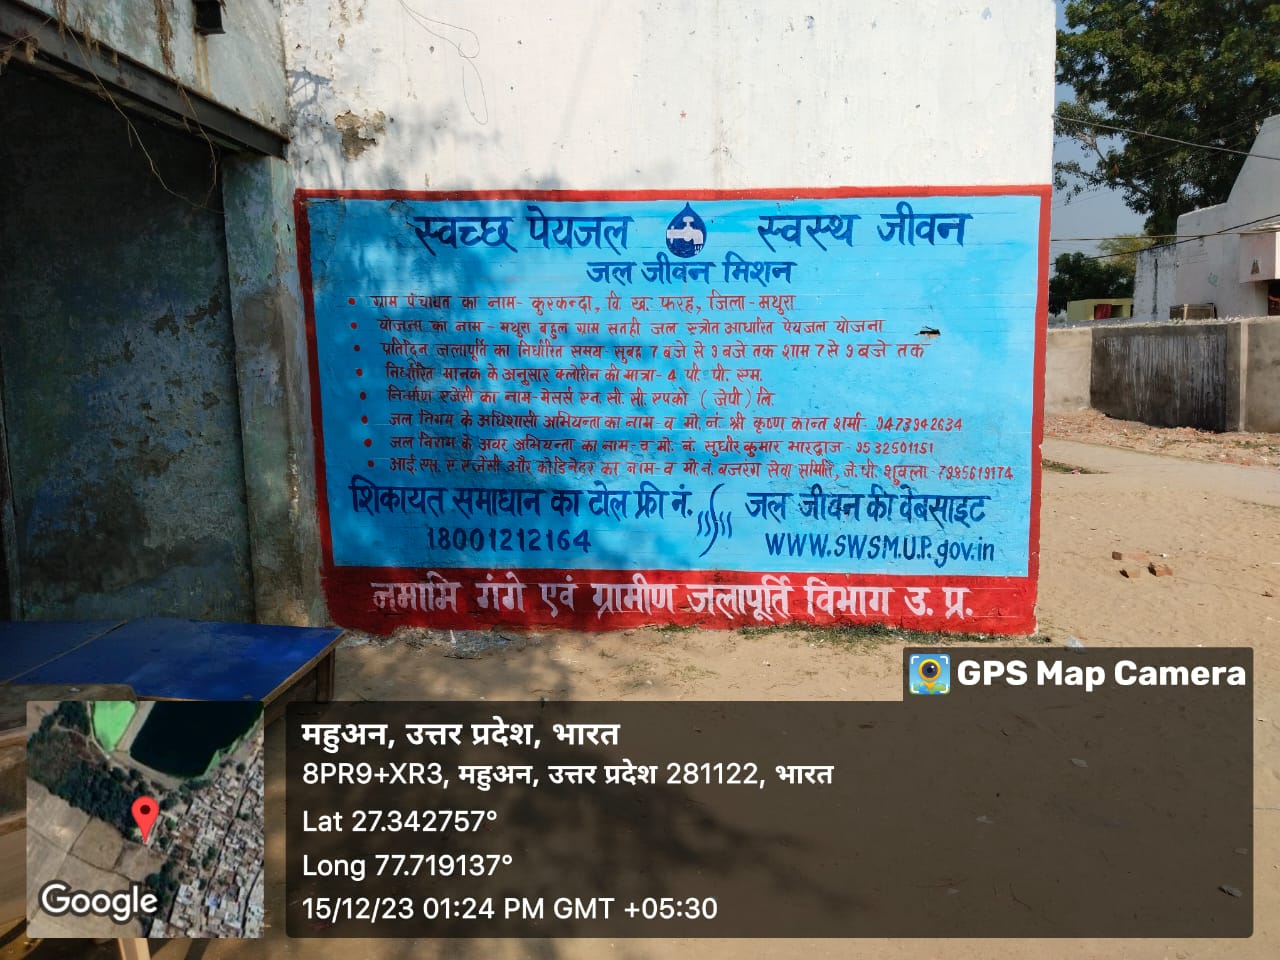 स्वच्छ पेयजल स्वस्थ जीवन
जल जीवन मिशन
• ग्राम पंचायत का नाम- कुरकन्दा, वि. ख. फरह, जिला-मथुरा
• योजना का नाम - मथुरा बहुल ग्राम सतही जल स्त्रोत आधारित पेयजल योजना
• प्रतिदिन जलापूर्ति का निर्धारित समय- सुबह 7 बजे से 9 बजे तक शाम 7 से 9 बजे तक
• निर्धारित मानक के अनुसार क्लोरीन की मात्रा- 4 पी. पी. एम.
• निर्माण एजेंसी का नाम- मेसर्स एन. सी. सी. एपको (जेपी) लि.
• जल निगम के अधिशासी अभियन्ता का नाम- व मो. नं. श्री कृष्ण कान्त शर्मा- 9473942634
• जल निगम के अवर अभियन्ता का नाम- व मो. नं. सुधीर कुमार भारद्वाज- 9532501151
• आई. एस. ए एजेंसी और कोर्डिनेटर का नाम- व मो. नं. बजरंग सेवा समिति, जे. पी. शुक्ला- 7985619174
शिकायत समाधान का टोल फ्री नं. जल जीवन की वेबसाइट
18001212164 WWW.SWSM.U.P.gov.in
नमामि गंगे एवं ग्रामीण जलापूर्ति विभाग उ. प्र.
GPS Map Camera
महुअन, उत्तर प्रदेश, भारत
8PR9+XR3, महुअन, उत्तर प्रदेश 281122, भारत
Lat 27.342757°
Long 77.719137°
15/12/23 01:24 PM GMT +05:30
Google